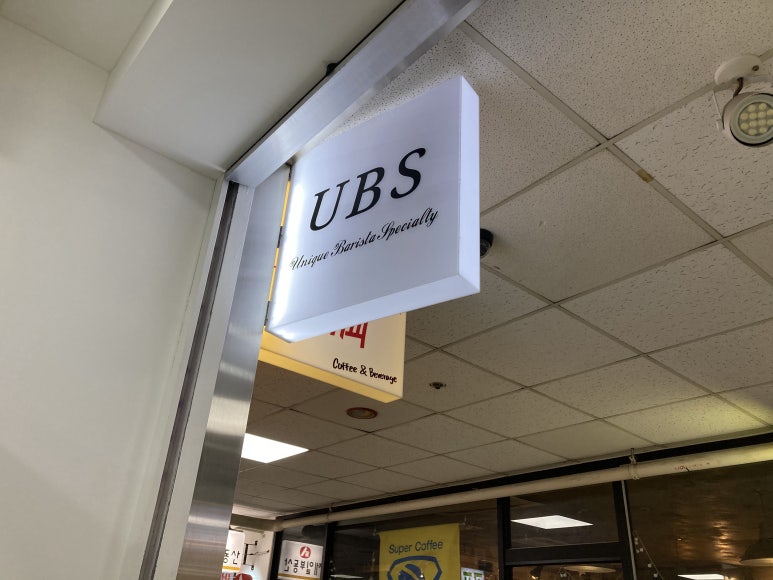 UBS
Unique Barista Specialty
Coffee & Beverage
Super Coffee